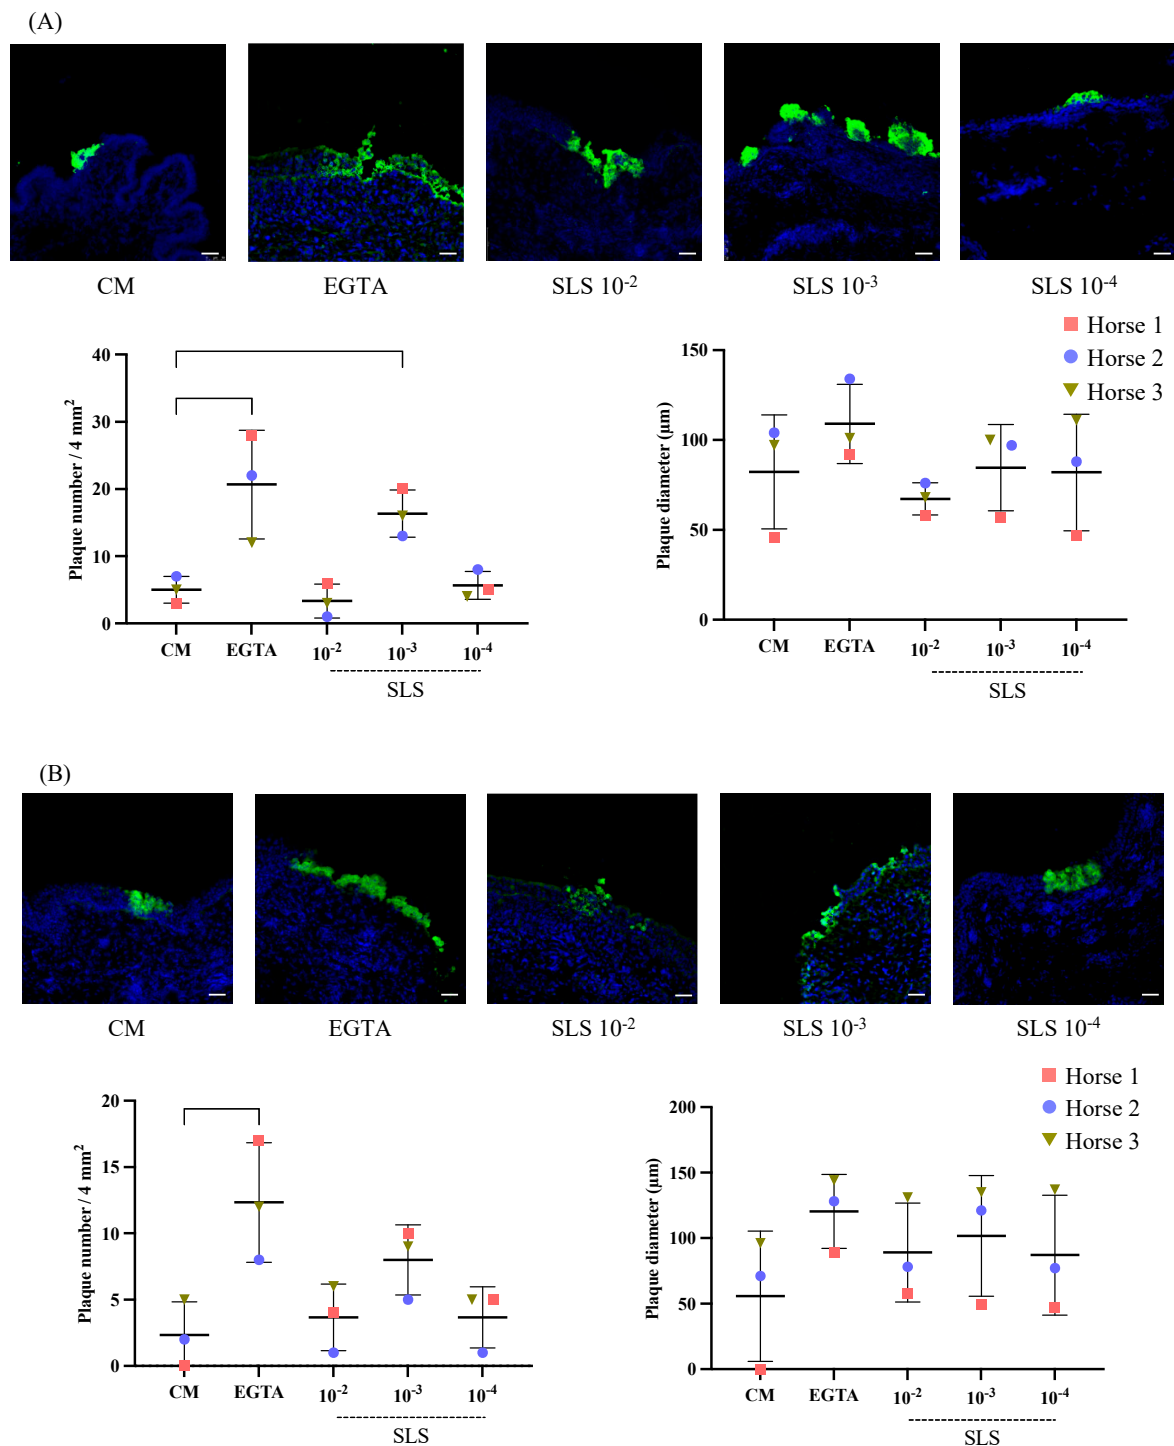 (A)
CM EGTA SLS 10⁻² SLS 10⁻³ SLS 10⁻⁴
Horse 1
Horse 2
Horse 3
Plaque number / 4 mm²
40
30
20
10
0
CM EGTA 10⁻² 10⁻³ 10⁻⁴
SLS
Plaque diameter (µm)
150
100
50
0
CM EGTA 10⁻² 10⁻³ 10⁻⁴
SLS
(B)
CM EGTA SLS 10⁻² SLS 10⁻³ SLS 10⁻⁴
Horse 1
Horse 2
Horse 3
Plaque number / 4 mm²
20
15
10
5
0
CM EGTA 10⁻² 10⁻³ 10⁻⁴
SLS
Plaque diameter (µm)
200
150
100
50
0
CM EGTA 10⁻² 10⁻³ 10⁻⁴
SLS